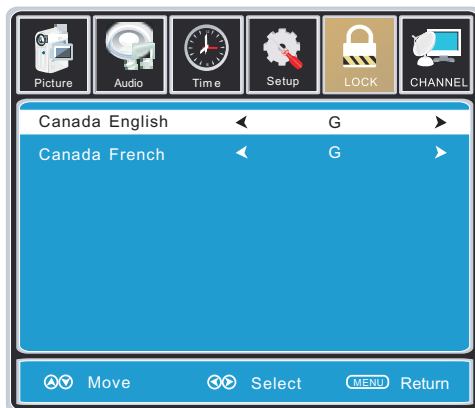 Picture Audio Time Setup LOCK CHANNEL
Canada English G
Canada French G
Move Select MENU Return